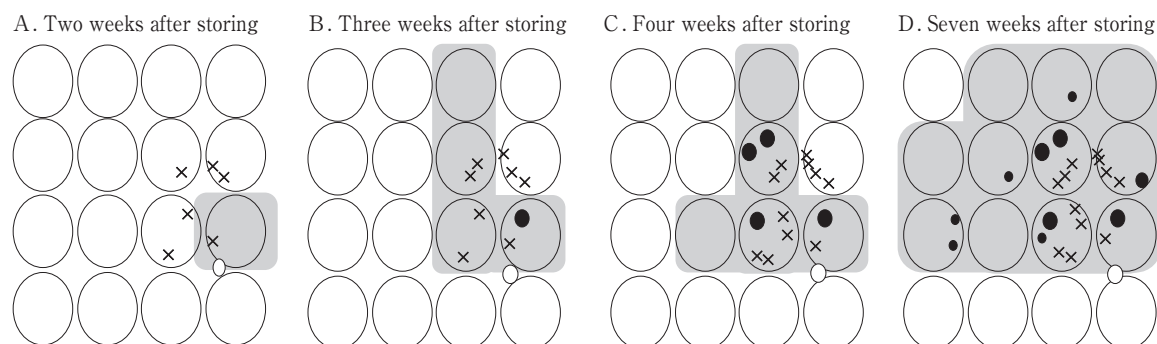 A. Two weeks after storing
B. Three weeks after storing
C. Four weeks after storing
D. Seven weeks after storing